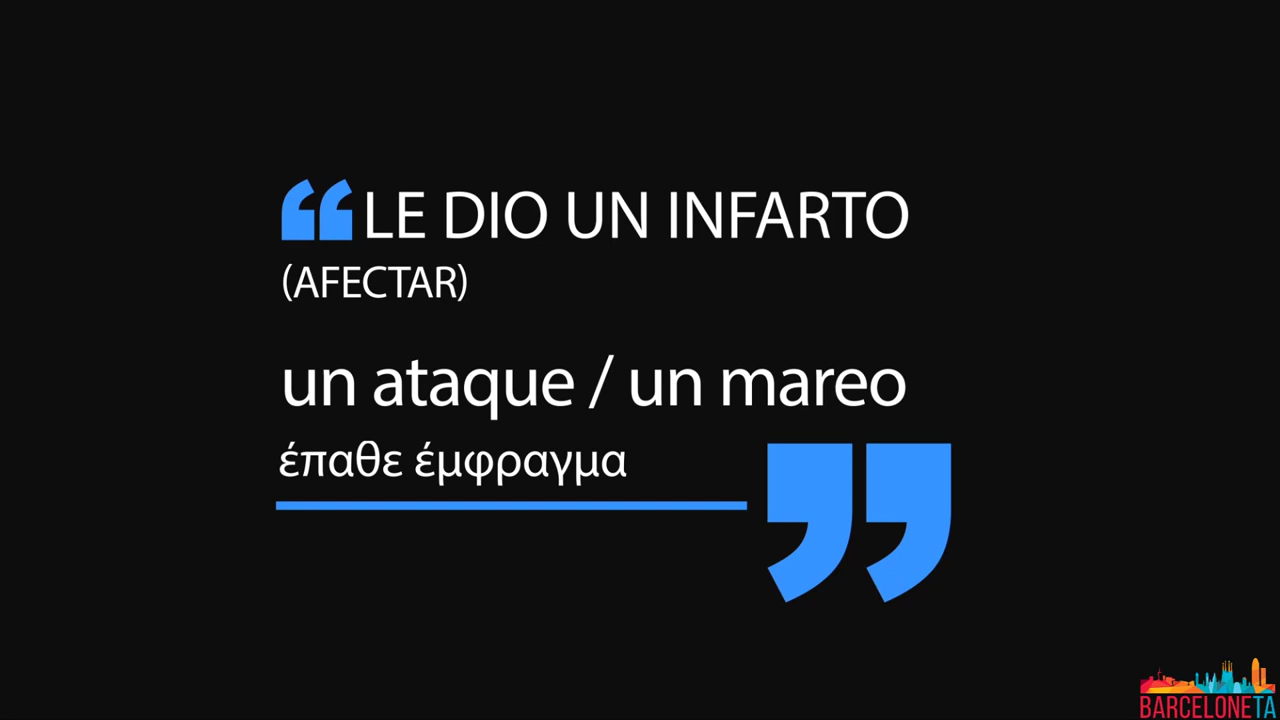 “LE DIO UN INFARTO
(AFECTAR)
un ataque / un mareo
έπαθε έμφραγμα”
BARCELONETA